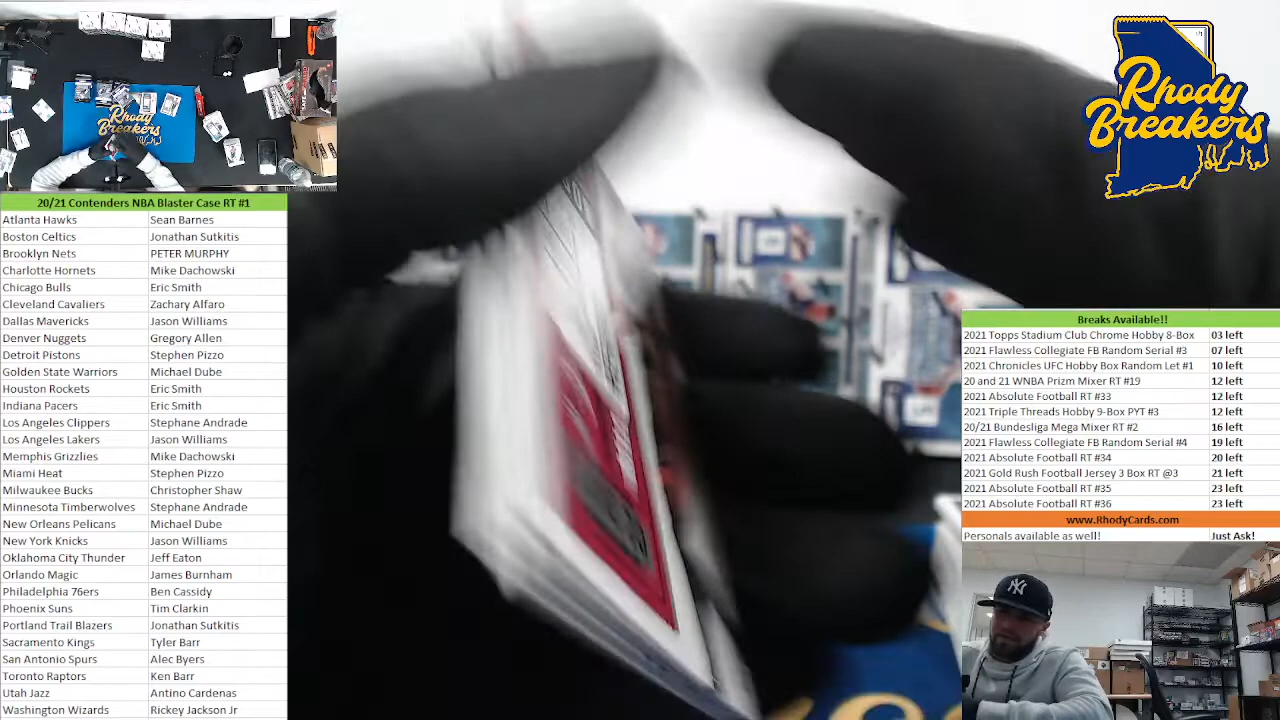 Rhody
Breakers
20/21 Contenders NBA Blaster Case RT #1
Atlanta Hawks Sean Barnes
Boston Celtics Jonathan Sutkitis
Brooklyn Nets PETER MURPHY
Charlotte Hornets Mike Dachowski
Chicago Bulls Eric Smith
Cleveland Cavaliers Zachary Alfaro
Dallas Mavericks Jason Williams
Denver Nuggets Gregory Allen
Detroit Pistons Stephen Pizzo
Golden State Warriors Michael Dube
Houston Rockets Eric Smith
Indiana Pacers Eric Smith
Los Angeles Clippers Stephane Andrade
Los Angeles Lakers Jason Williams
Memphis Grizzlies Mike Dachowski
Miami Heat Stephen Pizzo
Milwaukee Bucks Christopher Shaw
Minnesota Timberwolves Stephane Andrade
New Orleans Pelicans Michael Dube
New York Knicks Jason Williams
Oklahoma City Thunder Jeff Eaton
Orlando Magic James Burnham
Philadelphia 76ers Ben Cassidy
Phoenix Suns Tim Clarkin
Portland Trail Blazers Jonathan Sutkitis
Sacramento Kings Tyler Barr
San Antonio Spurs Alec Byers
Toronto Raptors Ken Barr
Utah Jazz Antino Cardenas
Washington Wizards Rickey Jackson Jr
Rhody
Breakers
Breaks Available!!
2021 Topps Stadium Club Chrome Hobby 8-Box 03 left
2021 Flawless Collegiate FB Random Serial #3 07 left
2021 Chronicles UFC Hobby Box Random Let #1 10 left
20 and 21 WNBA Prizm Mixer RT #19 12 left
2021 Absolute Football RT #33 12 left
2021 Triple Threads Hobby 9-Box PYT #3 12 left
20/21 Bundesliga Mega Mixer RT #2 16 left
2021 Flawless Collegiate FB Random Serial #4 19 left
2021 Absolute Football RT #34 20 left
2021 Gold Rush Football Jersey 3 Box RT @3 21 left
2021 Absolute Football RT #35 23 left
2021 Absolute Football RT #36 23 left
www.RhodyCards.com
Personals available as well! Just Ask!